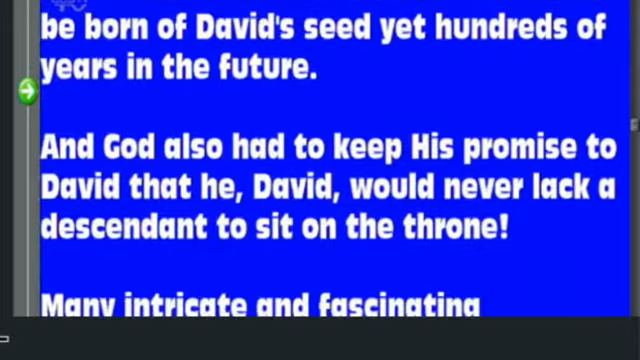 be born of David's seed yet hundreds of
years in the future.
And God also had to keep His promise to
David that he, David, would never lack a
descendant to sit on the throne!
Many intricate and fascinating